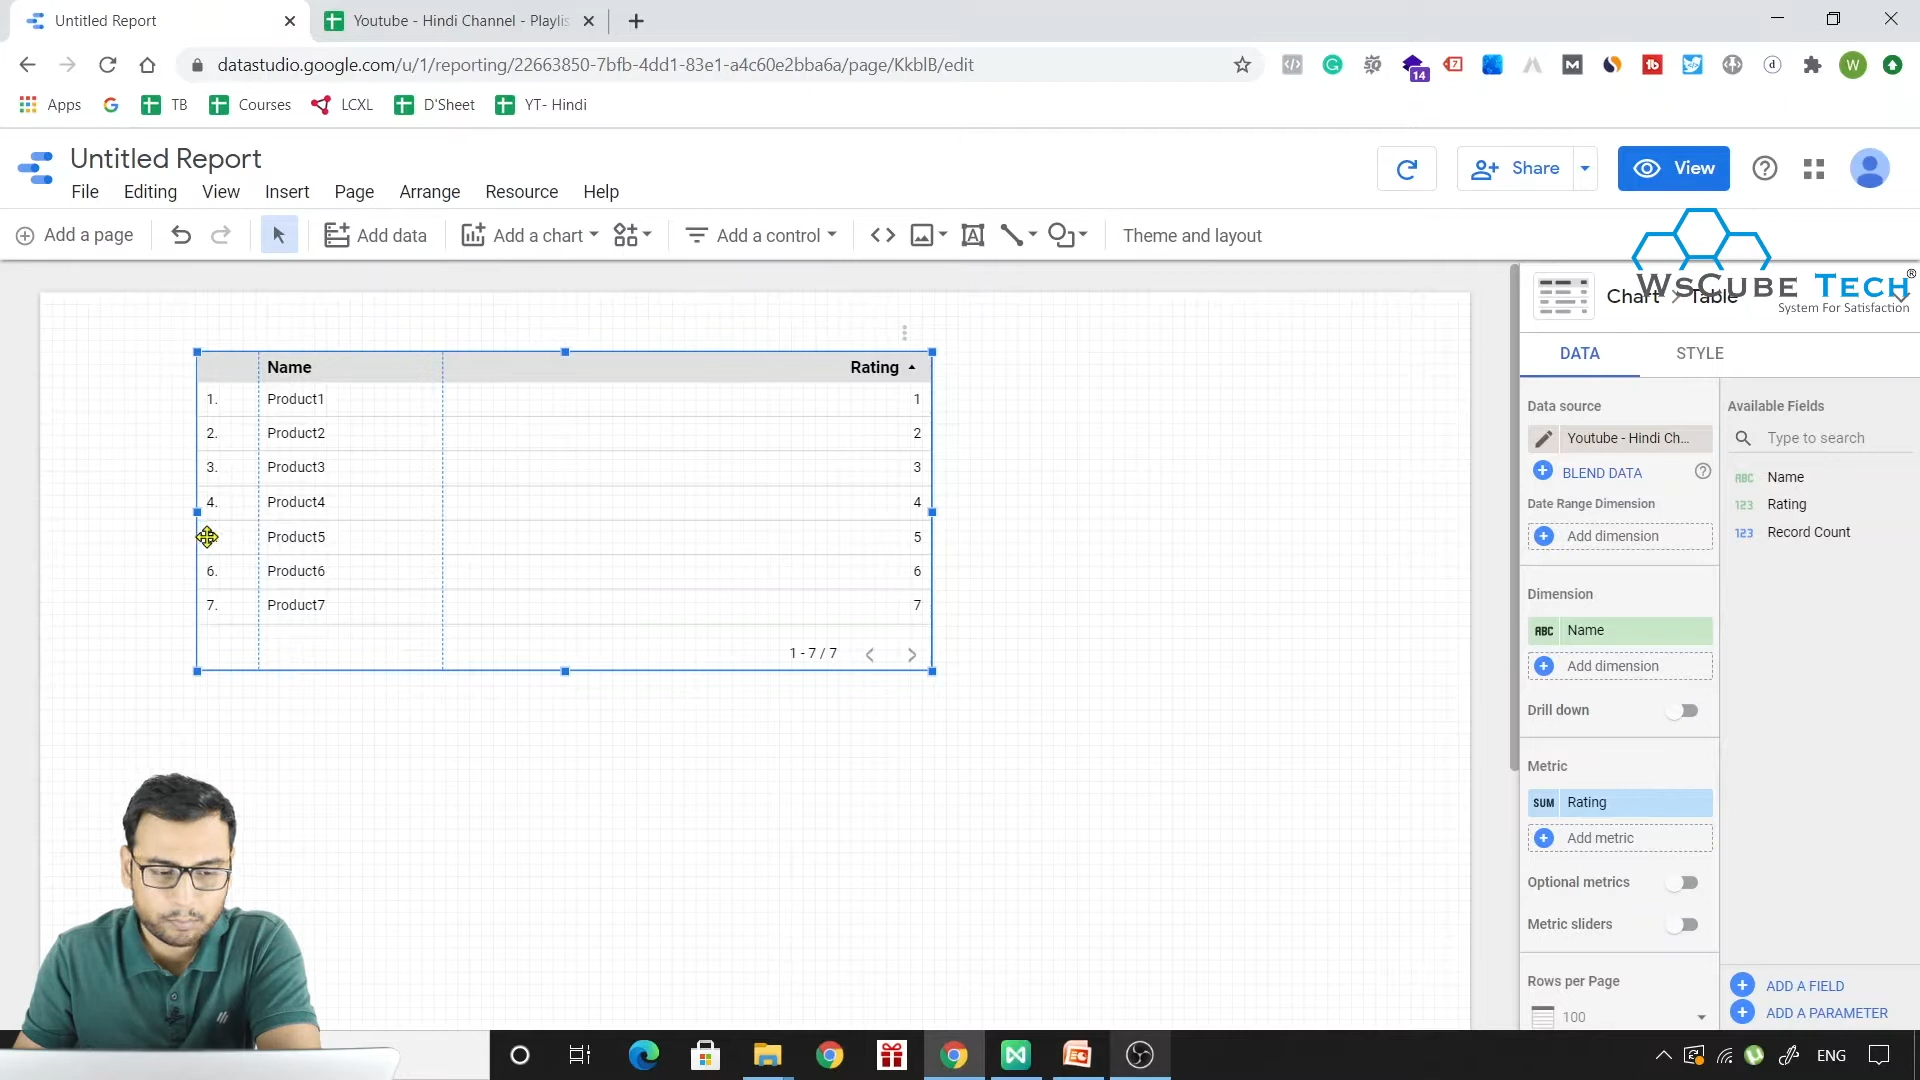 Untitled Report
Youtube - Hindi Channel - Playlis
datastudio.google.com/u/1/reporting/22663850-7bfb-4dd1-83e1-a4c60e2bba6a/page/KkblB/edit
14
W
Apps
TB
Courses
LCXL
D'Sheet
YT- Hindi
Untitled Report
File Editing View Insert Page Arrange Resource Help
Share
View
Add a page
Add data
Add a chart
Add a control
Theme and layout
WsCube Tech®
System For Satisfaction
Chart > Table
Name Rating
1. Product1 1
2. Product2 2
3. Product3 3
4. Product4 4
Product5 5
6. Product6 6
7. Product7 7
1 - 7 / 7
DATA STYLE
Data source
Youtube - Hindi Ch...
BLEND DATA
Date Range Dimension
Add dimension
Dimension
ABC Name
Add dimension
Drill down
Metric
SUM Rating
Add metric
Optional metrics
Metric sliders
Rows per Page
100
Available Fields
Type to search
ABC Name
123 Rating
123 Record Count
ADD A FIELD
ADD A PARAMETER
ENG